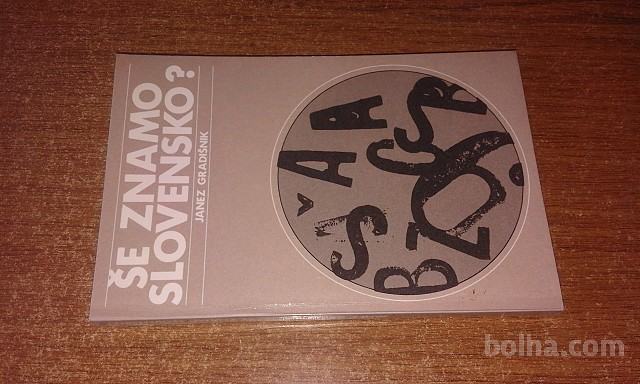 ŠE ZNAMO
SLOVENSKO?
JANEZ GRADIŠNIK
bolha.com